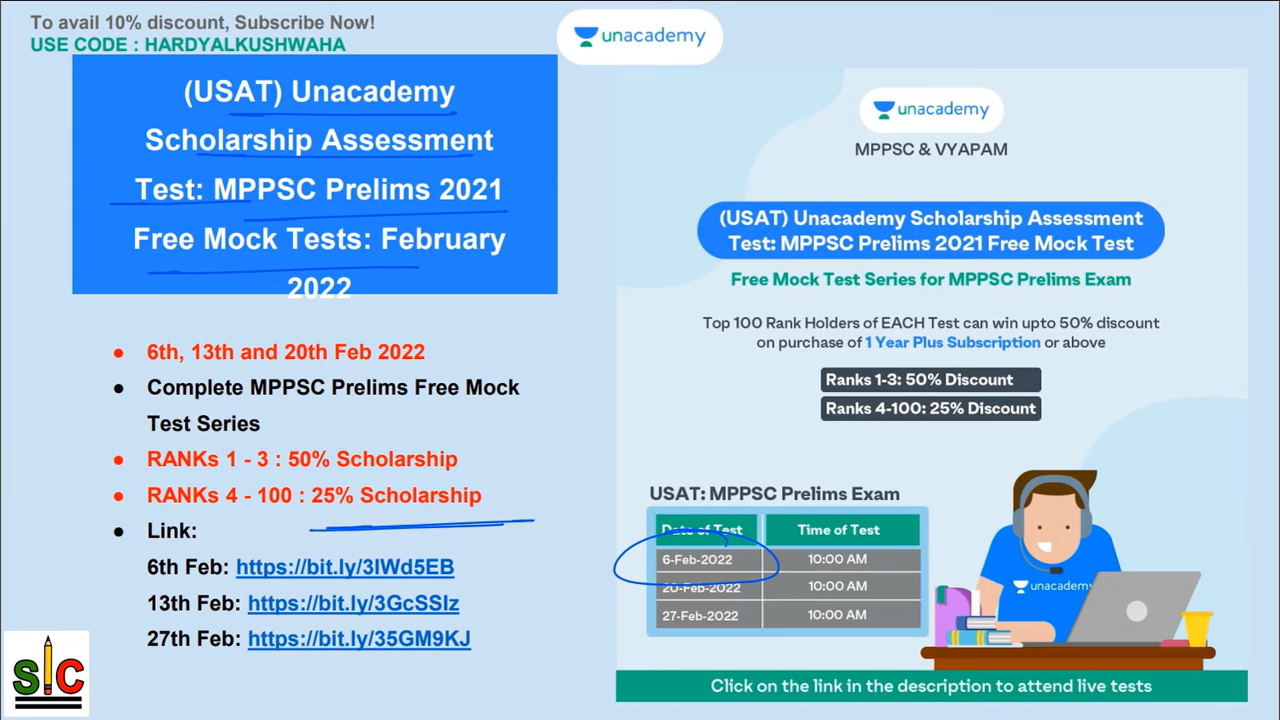 To avail 10% discount, Subscribe Now!
USE CODE : HARDYALKUSHWAHA
unacademy
(USAT) Unacademy
Scholarship Assessment
Test: MPPSC Prelims 2021
Free Mock Tests: February
2022
6th, 13th and 20th Feb 2022
Complete MPPSC Prelims Free Mock
Test Series
RANKs 1 - 3 : 50% Scholarship
RANKs 4 - 100 : 25% Scholarship
Link:
6th Feb: https://bit.ly/3IWd5EB
13th Feb: https://bit.ly/3GcSSIz
27th Feb: https://bit.ly/35GM9KJ
SIC
unacademy
MPPSC & VYAPAM
(USAT) Unacademy Scholarship Assessment
Test: MPPSC Prelims 2021 Free Mock Test
Free Mock Test Series for MPPSC Prelims Exam
Top 100 Rank Holders of EACH Test can win upto 50% discount
on purchase of 1 Year Plus Subscription or above
Ranks 1-3: 50% Discount
Ranks 4-100: 25% Discount
USAT: MPPSC Prelims Exam
Date of Test Time of Test
6-Feb-2022 10:00 AM
20-Feb-2022 10:00 AM
27-Feb-2022 10:00 AM
unacademy
Click on the link in the description to attend live tests